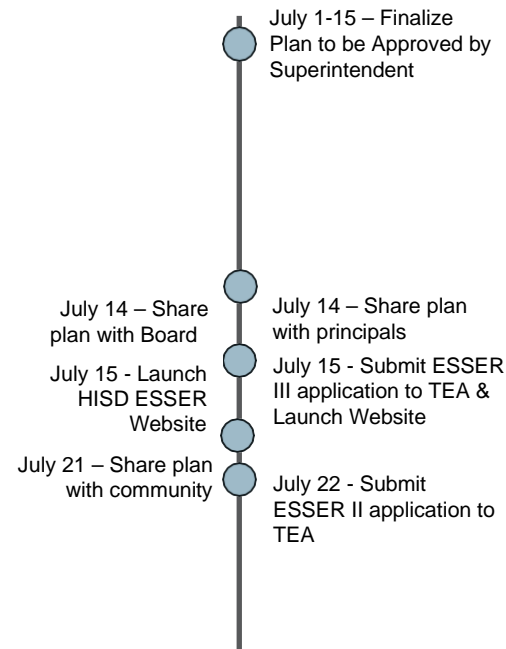 July 1-15 – Finalize
Plan to be Approved by
Superintendent
July 14 – Share
plan with Board
July 14 – Share plan
with principals
July 15 - Launch
HISD ESSER
Website
July 15 - Submit ESSER
III application to TEA &
Launch Website
July 21 – Share plan
with community
July 22 - Submit
ESSER II application to
TEA